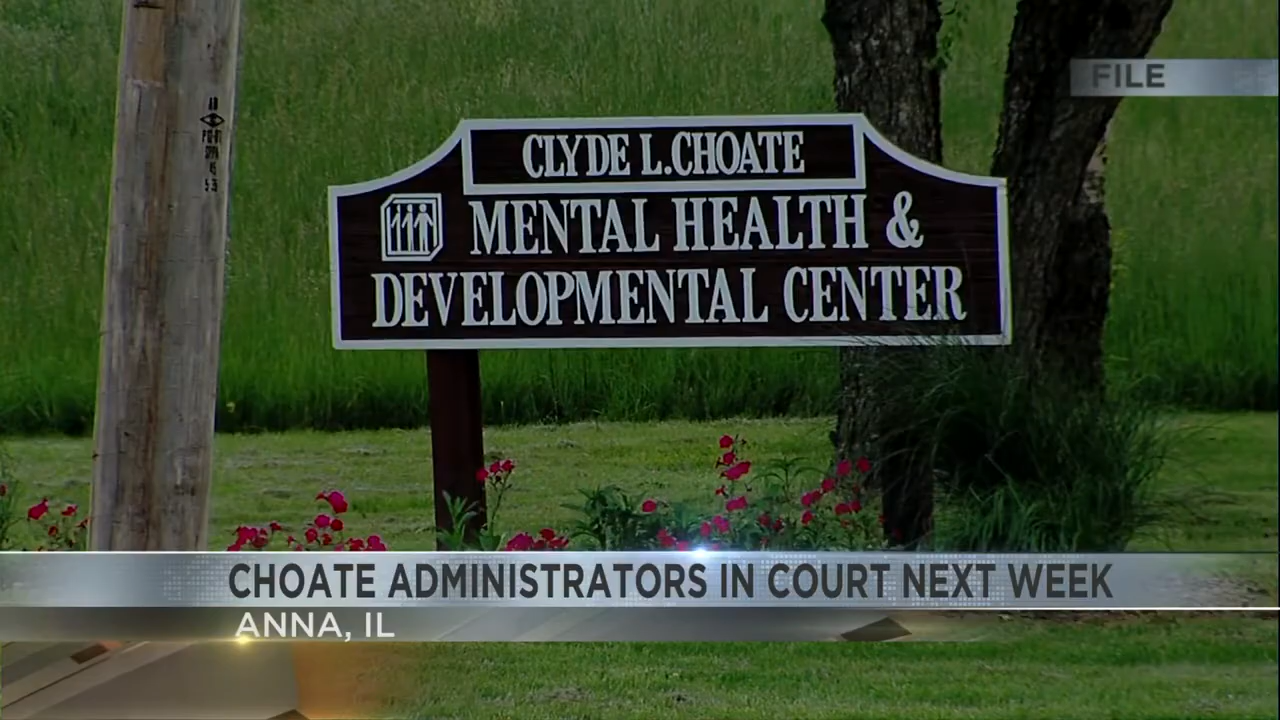 FILE
CLYDE L.CHOATE
MENTAL HEALTH &
DEVELOPMENTAL CENTER
CHOATE ADMINISTRATORS IN COURT NEXT WEEK
ANNA, IL